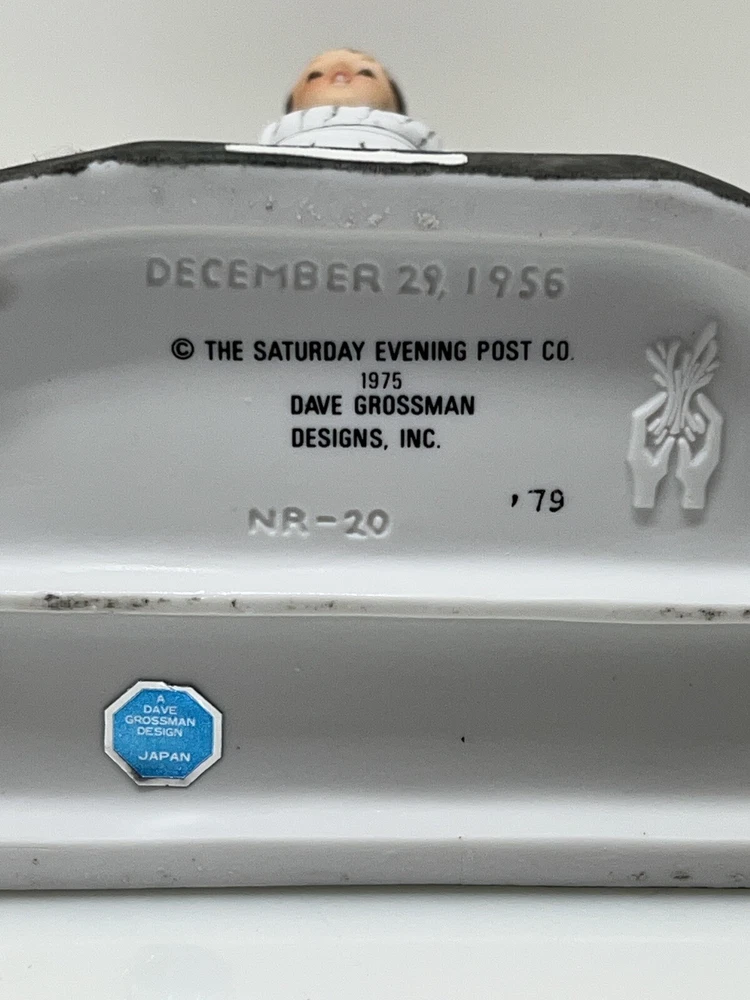 DECEMBER 29, 1956
© THE SATURDAY EVENING POST CO.
1975
DAVE GROSSMAN
DESIGNS, INC.
'79
NR-20
A
DAVE
GROSSMAN
DESIGN
JAPAN